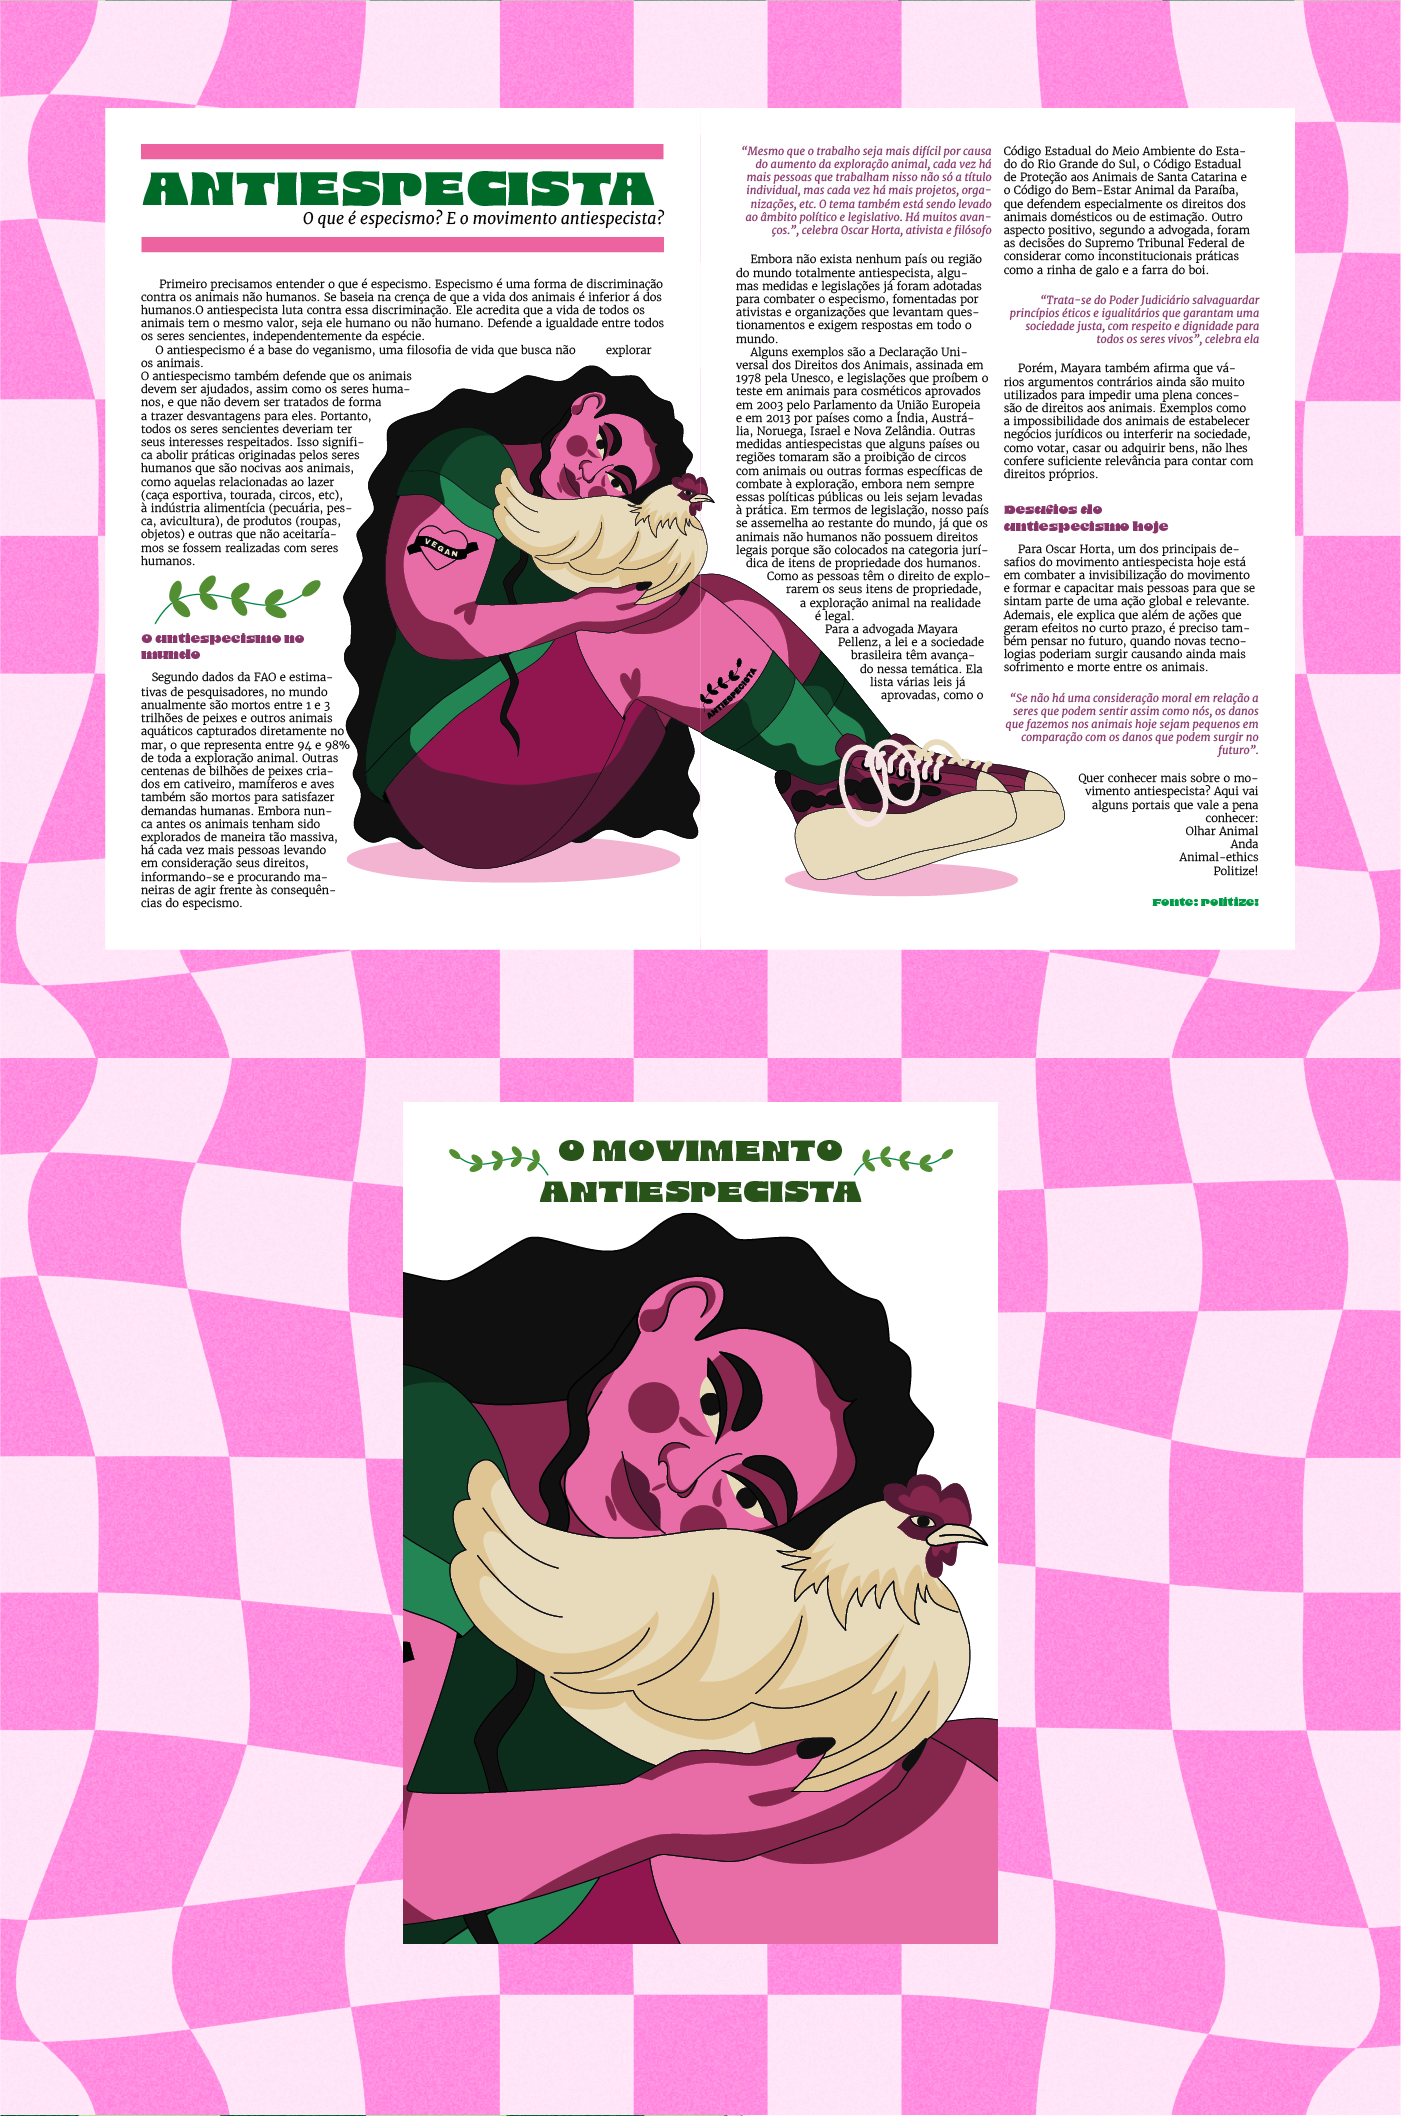 ANTIESPECISTA
O que é especismo? E o movimento antiespecista?
Primeiro precisamos entender o que é especismo. Especismo é uma forma de discriminação
contra os animais não humanos. Se baseia na crença de que a vida dos animais é inferior á dos
humanos.O antiespecista luta contra essa discriminação. Ele acredita que a vida de todos os
animais tem o mesmo valor, seja ele humano ou não humano. Defende a igualdade entre todos
os seres sencientes, independentemente da espécie.
O antiespecismo é a base do veganismo, uma filosofia de vida que busca não explorar
os animais.
O antiespecismo também defende que os animais
devem ser ajudados, assim como os seres huma-
nos, e que não devem ser tratados de forma
a trazer desvantagens para eles. Portanto,
todos os seres sencientes deveriam ter
seus interesses respeitados. Isso signifi-
ca abolir práticas originadas pelos seres
humanos que são nocivas aos animais,
como aquelas relacionadas ao lazer
(caça esportiva, tourada, circos, etc),
à indústria alimentícia (pecuária, pes-
ca, avicultura), de produtos (roupas,
objetos) e outras que não aceitaría-
mos se fossem realizadas com seres
humanos.
O antiespecismo no
mundo
Segundo dados da FAO e estima-
tivas de pesquisadores, no mundo
anualmente são mortos entre 1 e 3
trilhões de peixes e outros animais
aquáticos capturados diretamente no
mar, o que representa entre 94 e 98%
de toda a exploração animal. Outras
centenas de bilhões de peixes cria-
dos em cativeiro, mamíferos e aves
também são mortos para satisfazer
demandas humanas. Embora nun-
ca antes os animais tenham sido
explorados de maneira tão massiva,
há cada vez mais pessoas levando
em consideração seus direitos,
informando-se e procurando ma-
neiras de agir frente às consequên-
cias do especismo.
VEGAN
ANTIESPECISTA
“Mesmo que o trabalho seja mais difícil por causa
do aumento da exploração animal, cada vez há
mais pessoas que trabalham nisso não só a título
individual, mas cada vez há mais projetos, orga-
nizações, etc. O tema também está sendo levado
ao âmbito político e legislativo. Há muitos avan-
ços.”, celebra Oscar Horta, ativista e filósofo
Embora não exista nenhum país ou região
do mundo totalmente antiespecista, algu-
mas medidas e legislações já foram adotadas
para combater o especismo, fomentadas por
ativistas e organizações que levantam ques-
tionamentos e exigem respostas em todo o
mundo.
Alguns exemplos são a Declaração Uni-
versal dos Direitos dos Animais, assinada em
1978 pela Unesco, e legislações que proíbem o
teste em animais para cosméticos aprovados
em 2003 pelo Parlamento da União Europeia
e em 2013 por países como a Índia, Austrá-
lia, Noruega, Israel e Nova Zelândia. Outras
medidas antiespecistas que alguns países ou
regiões tomaram são a proibição de circos
com animais ou outras formas específicas de
combate à exploração, embora nem sempre
essas políticas públicas ou leis sejam levadas
à prática. Em termos de legislação, nosso país
se assemelha ao restante do mundo, já que os
animais não humanos não possuem direitos
legais porque são colocados na categoria jurí-
dica de itens de propriedade dos humanos.
Como as pessoas têm o direito de explo-
rarem os seus itens de propriedade,
a exploração animal na realidade
é legal.
Para a advogada Mayara
Pellenz, a lei e a sociedade
brasileira têm avança-
do nessa temática. Ela
lista várias leis já
aprovadas, como o
Código Estadual do Meio Ambiente do Esta-
do do Rio Grande do Sul, o Código Estadual
de Proteção aos Animais de Santa Catarina e
o Código do Bem-Estar Animal da Paraíba,
que defendem especialmente os direitos dos
animais domésticos ou de estimação. Outro
aspecto positivo, segundo a advogada, foram
as decisões do Supremo Tribunal Federal de
considerar como inconstitucionais práticas
como a rinha de galo e a farra do boi.
“Trata-se do Poder Judiciário salvaguardar
princípios éticos e igualitários que garantam uma
sociedade justa, com respeito e dignidade para
todos os seres vivos”, celebra ela
Porém, Mayara também afirma que vá-
rios argumentos contrários ainda são muito
utilizados para impedir uma plena conces-
são de direitos aos animais. Exemplos como
a impossibilidade dos animais de estabelecer
negócios jurídicos ou interferir na sociedade,
como votar, casar ou adquirir bens, não lhes
confere suficiente relevância para contar com
direitos próprios.
Desafios do
antiespecismo hoje
Para Oscar Horta, um dos principais de-
safios do movimento antiespecista hoje está
em combater a invisibilização do movimento
e formar e capacitar mais pessoas para que se
sintam parte de uma ação global e relevante.
Ademais, ele explica que além de ações que
geram efeitos no curto prazo, é preciso tam-
bém pensar no futuro, quando novas tecno-
logias poderiam surgir causando ainda mais
sofrimento e morte entre os animais.
“Se não há uma consideração moral em relação a
seres que podem sentir assim como nós, os danos
que fazemos nos animais hoje sejam pequenos em
comparação com os danos que podem surgir no
futuro”.
Quer conhecer mais sobre o mo-
vimento antiespecista? Aqui vai
alguns portais que vale a pena
conhecer:
Olhar Animal
Anda
Animal-ethics
Politize!
Fonte: Politize!
O MOVIMENTO
ANTIESPECISTA